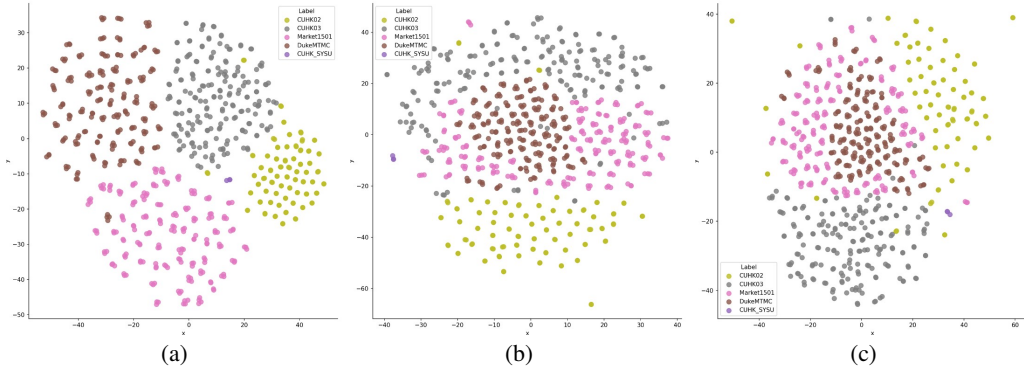 Label
CUHK02
CUHK03
Market1501
DukeMTMC
CUHK_SYSU
30
20
10
0
−10
−20
−30
−40
−50
y
−40
−20
0
20
40
x
(a)
Label
CUHK02
CUHK03
Market1501
DukeMTMC
CUHK_SYSU
40
20
0
−20
−40
−60
y
−40
−30
−20
−10
0
10
20
30
40
x
(b)
Label
CUHK02
CUHK03
Market1501
DukeMTMC
CUHK_SYSU
40
20
0
−20
−40
y
−40
−20
0
20
40
60
x
(c)